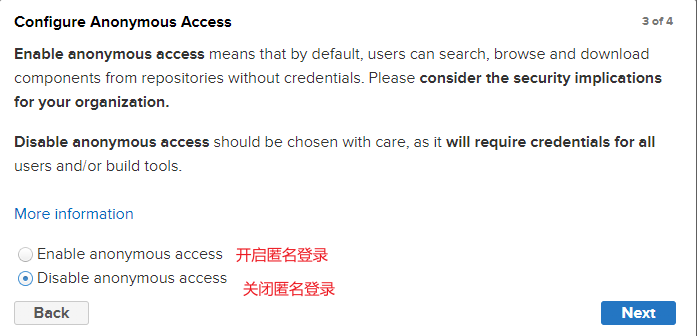 Configure Anonymous Access
3 of 4
Enable anonymous access means that by default, users can search, browse and download
components from repositories without credentials. Please consider the security implications
for your organization.
Disable anonymous access should be chosen with care, as it will require credentials for all
users and/or build tools.
More information
Enable anonymous access 开启匿名登录
Disable anonymous access 关闭匿名登录
Back
Next